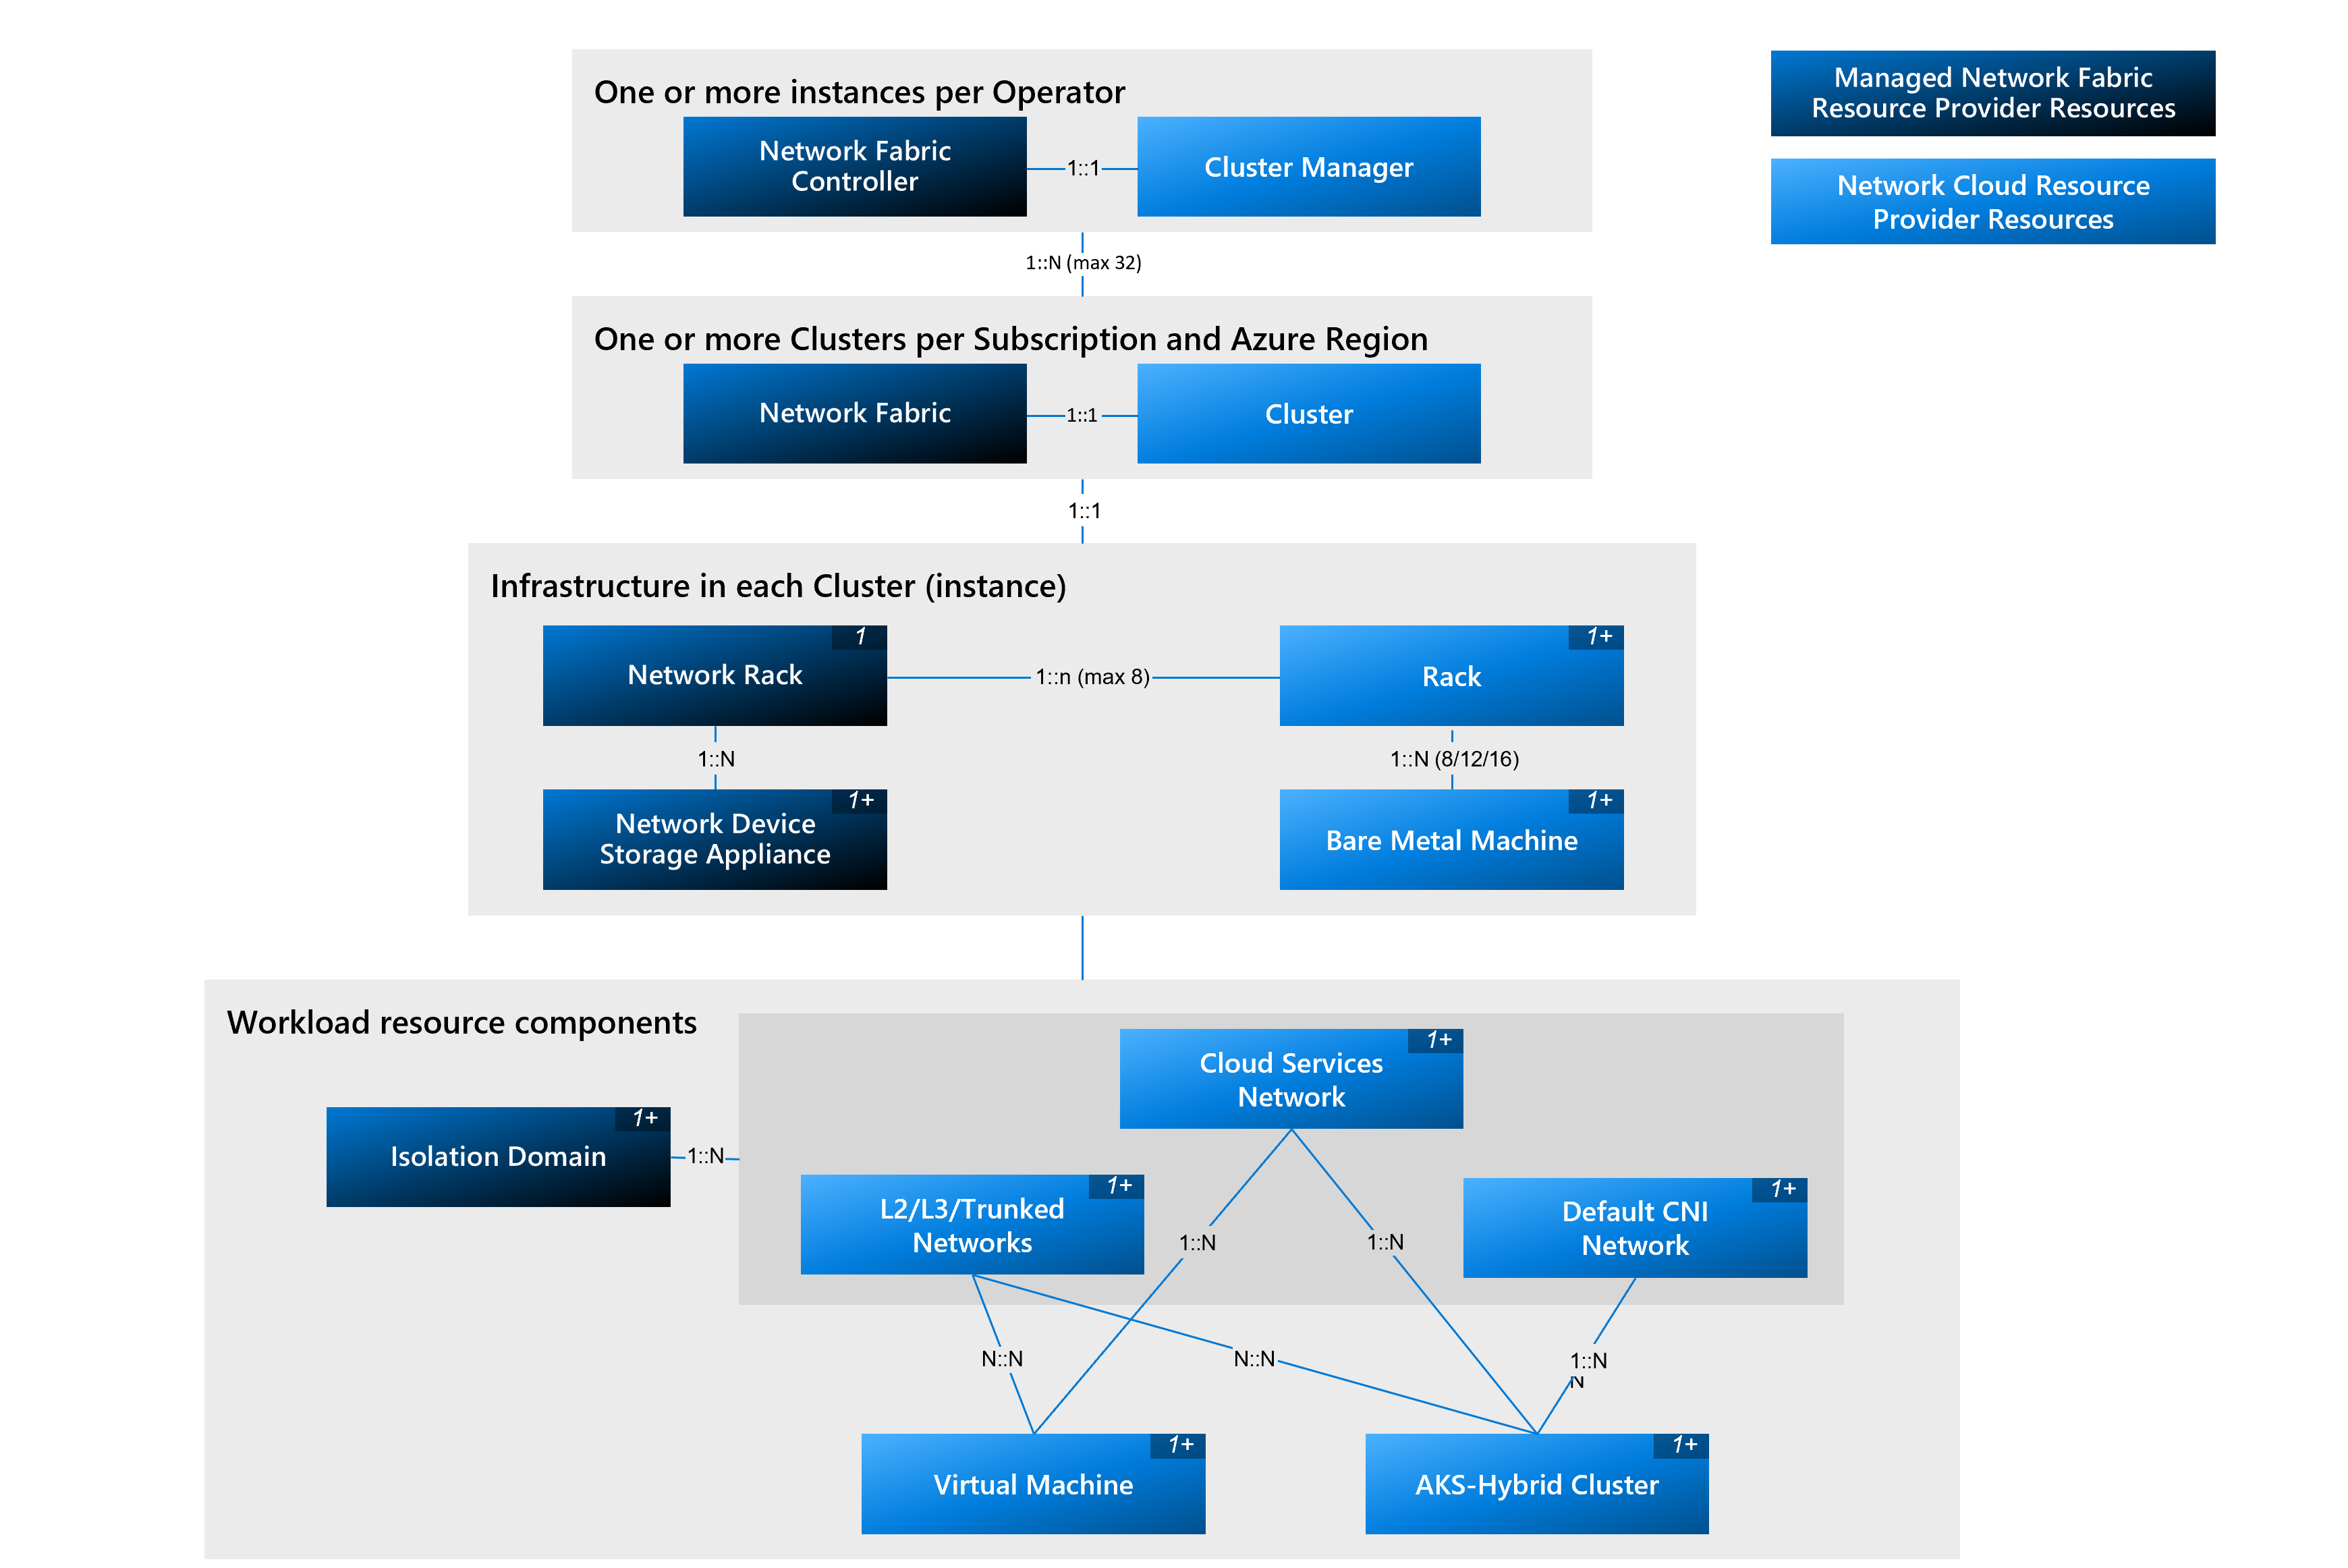 One or more instances per Operator
Network Fabric
Controller
1::1
Cluster Manager
Managed Network Fabric
Resource Provider Resources
Network Cloud Resource
Provider Resources
1::N (max 32)
One or more Clusters per Subscription and Azure Region
Network Fabric
1::1
Cluster
1::1
Infrastructure in each Cluster (instance)
1
Network Rack
1::n (max 8)
1+
Rack
1::N
1::N (8/12/16)
1+
Network Device
Storage Appliance
1+
Bare Metal Machine
Workload resource components
1+
Cloud Services
Network
1+
Isolation Domain
1::N
1+
L2/L3/Trunked
Networks
1::N
1::N
1+
Default CNI
Network
N::N
N::N
1::N
N
1+
Virtual Machine
1+
AKS-Hybrid Cluster